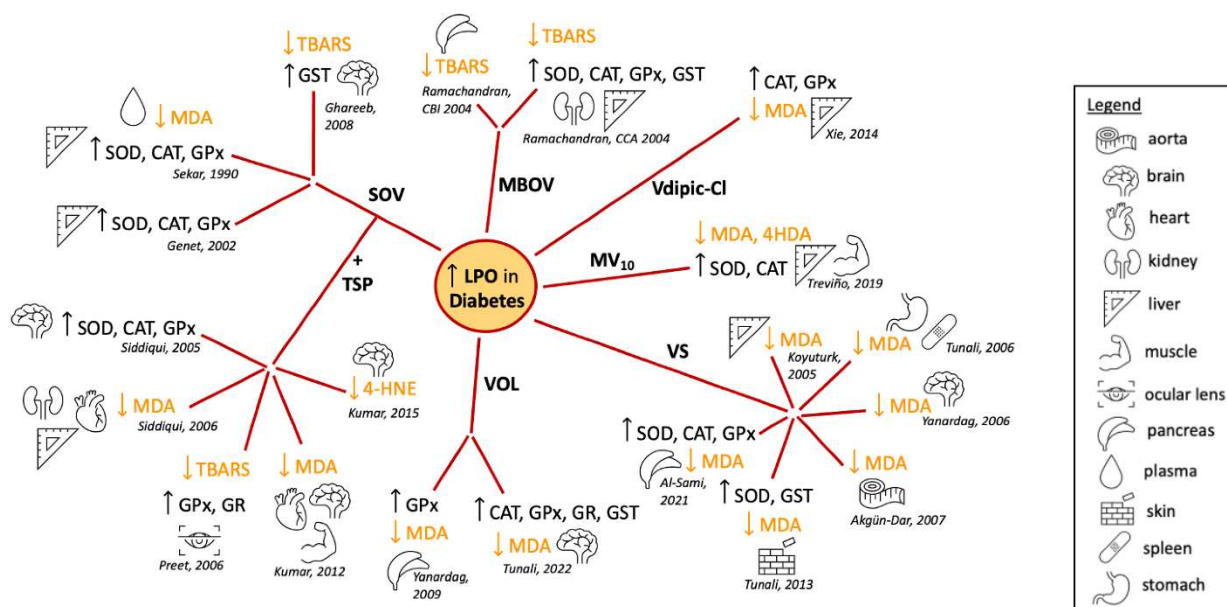 ↓TBARS
↑GST
Ghareeb,
2008
↓MDA
↑SOD, CAT, GPx
Sekar, 1990
↑SOD, CAT, GPx
Genet, 2002
SOV
↓TBARS
Ramachandran,
CBI 2004
↓TBARS
↑SOD, CAT, GPx, GST
Ramachandran, CCA 2004
MBOV
↑CAT, GPx
↓MDA
Xie, 2014
Vdipic-Cl
↓MDA, 4HDA
↑SOD, CAT
Treviño, 2019
MV₁₀
↑ LPO in
Diabetes
+
TSP
↑SOD, CAT, GPx
Siddiqui, 2005
↓MDA
Siddiqui, 2006
↓TBARS
↑GPx, GR
Preet, 2006
↓MDA
Kumar, 2012
↓4-HNE
Kumar, 2015
VOL
↑GPx
↓MDA
Yanardag,
2009
↑CAT, GPx, GR, GST
↓MDA
Tunali, 2022
VS
↓MDA
Koyuturk,
2005
↓MDA
Tunali, 2006
↓MDA
Yanardag, 2006
↓MDA
Akgün-Dar, 2007
↑SOD, GST
↓MDA
Tunali, 2013
↑SOD, CAT, GPx
↓MDA
Al-Sami,
2021
Legend
aorta
brain
heart
kidney
liver
muscle
ocular lens
pancreas
plasma
skin
spleen
stomach